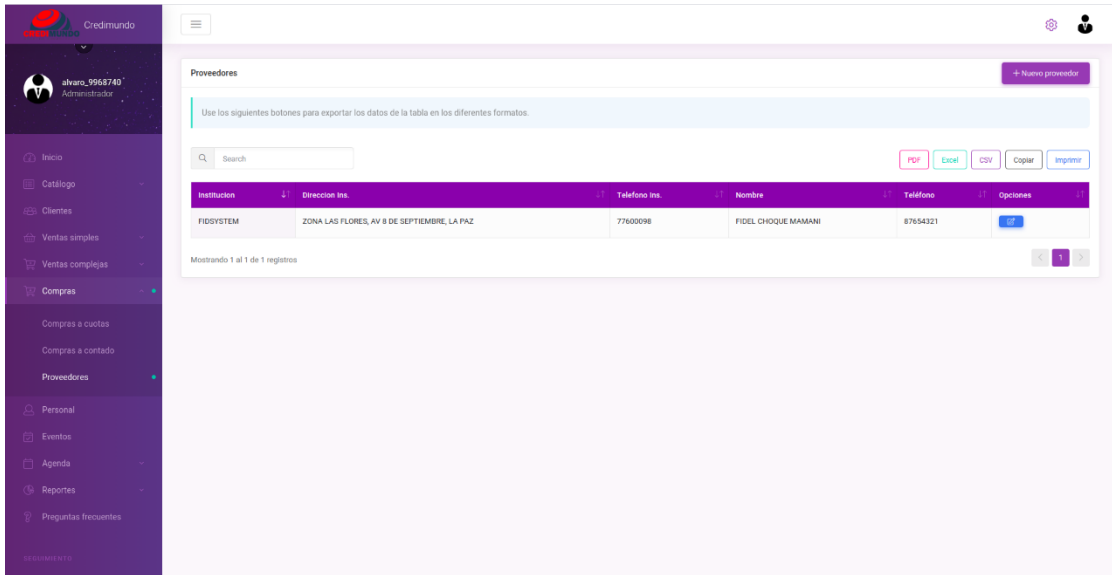 CREDIMUNDO
Credimundo
alvaro_9968740
Administrador
Inicio
Catálogo
Clientes
Ventas simples
Ventas complejas
Compras
Compras a cuotas
Compras a contado
Proveedores
Personal
Eventos
Agenda
Reportes
Preguntas frecuentes
SEGUIMIENTO
Proveedores
+ Nuevo proveedor
Use los siguientes botones para exportar los datos de la tabla en los diferentes formatos.
Search
PDF Excel CSV Copiar Imprimir
Institucion Direccion Ins. Telefono Ins. Nombre Teléfono Opciones
FIDSYSTEM ZONA LAS FLORES, AV 8 DE SEPTIEMBRE, LA PAZ 77600098 FIDEL CHOQUE MAMANI 87654321
Mostrando 1 al 1 de 1 registros
< 1 >